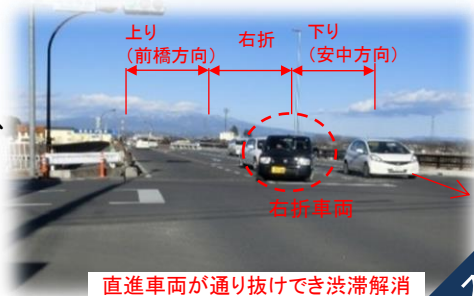 上り
（前橋方向）
右折
下り
（安中方向）
右折車両
直進車両が通り抜けでき渋滞解消